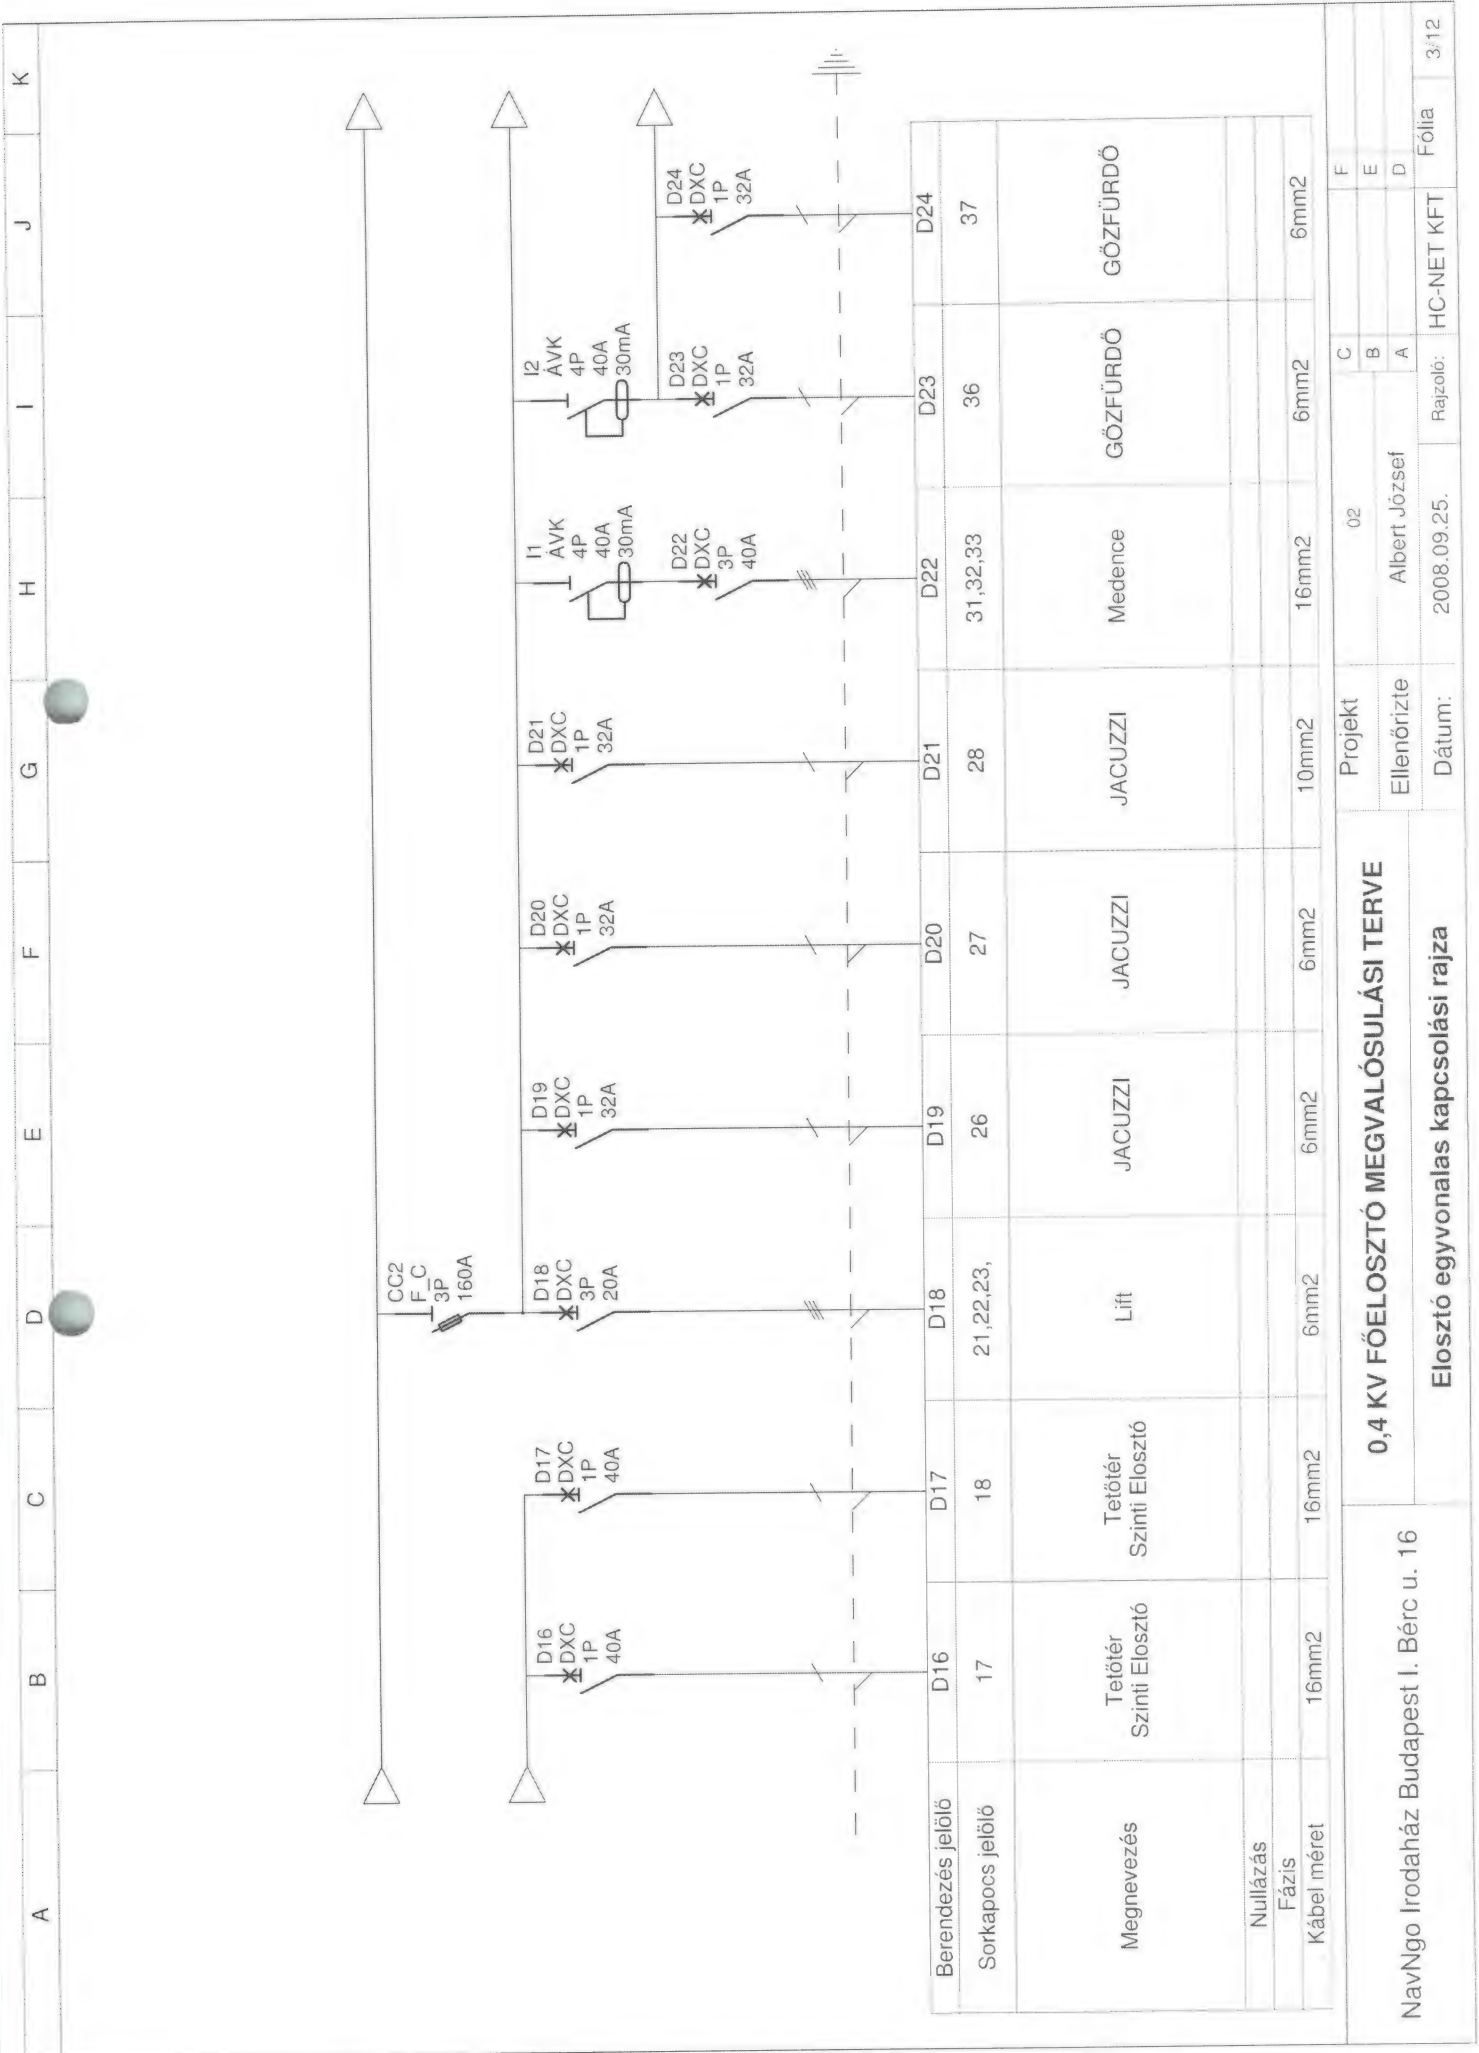 A B C D E F G H I J K
CC2
F_C
3P
160A
D16
DXC
1P
40A
D17
DXC
1P
40A
D18
DXC
3P
20A
D19
DXC
1P
32A
D20
DXC
1P
32A
D21
DXC
1P
32A
I1
ÁVK
4P
40A
30mA
D22
DXC
3P
40A
I2
ÁVK
4P
40A
30mA
D23
DXC
1P
32A
D24
DXC
1P
32A
Berendezés jelölő D16 D17 D18 D19 D20 D21 D22 D23 D24
Sorkapocs jelölő 17 18 21,22,23, 26 27 28 31,32,33 36 37
Megnevezés
Tetőtér
Szinti Elosztó
Tetőtér
Szinti Elosztó
Lift
JACUZZI
JACUZZI
JACUZZI
Medence
GŐZFÜRDŐ
GŐZFÜRDŐ
Nullázás
Fázis
Kábel méret 16mm2 16mm2 6mm2 6mm2 6mm2 10mm2 16mm2 6mm2 6mm2
NavNgo Irodaház Budapest I. Bérc u. 16
0,4 KV FŐELOSZTÓ MEGVALÓSULÁSI TERVE
Elosztó egyvonalas kapcsolási rajza
Projekt 02
Ellenőrizte Albert József
Dátum: 2008.09.25.
C F
B E
A D
Rajzoló: HC-NET KFT
Fólia 3/12